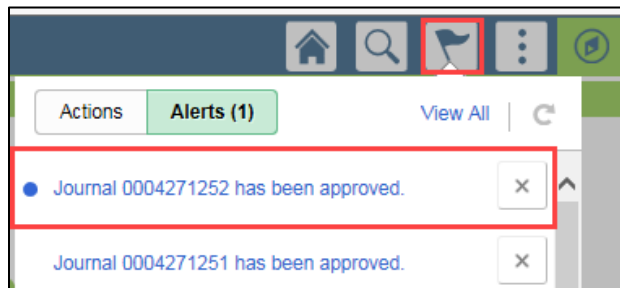 Actions Alerts (1) View All
Journal 0004271252 has been approved.
Journal 0004271251 has been approved.